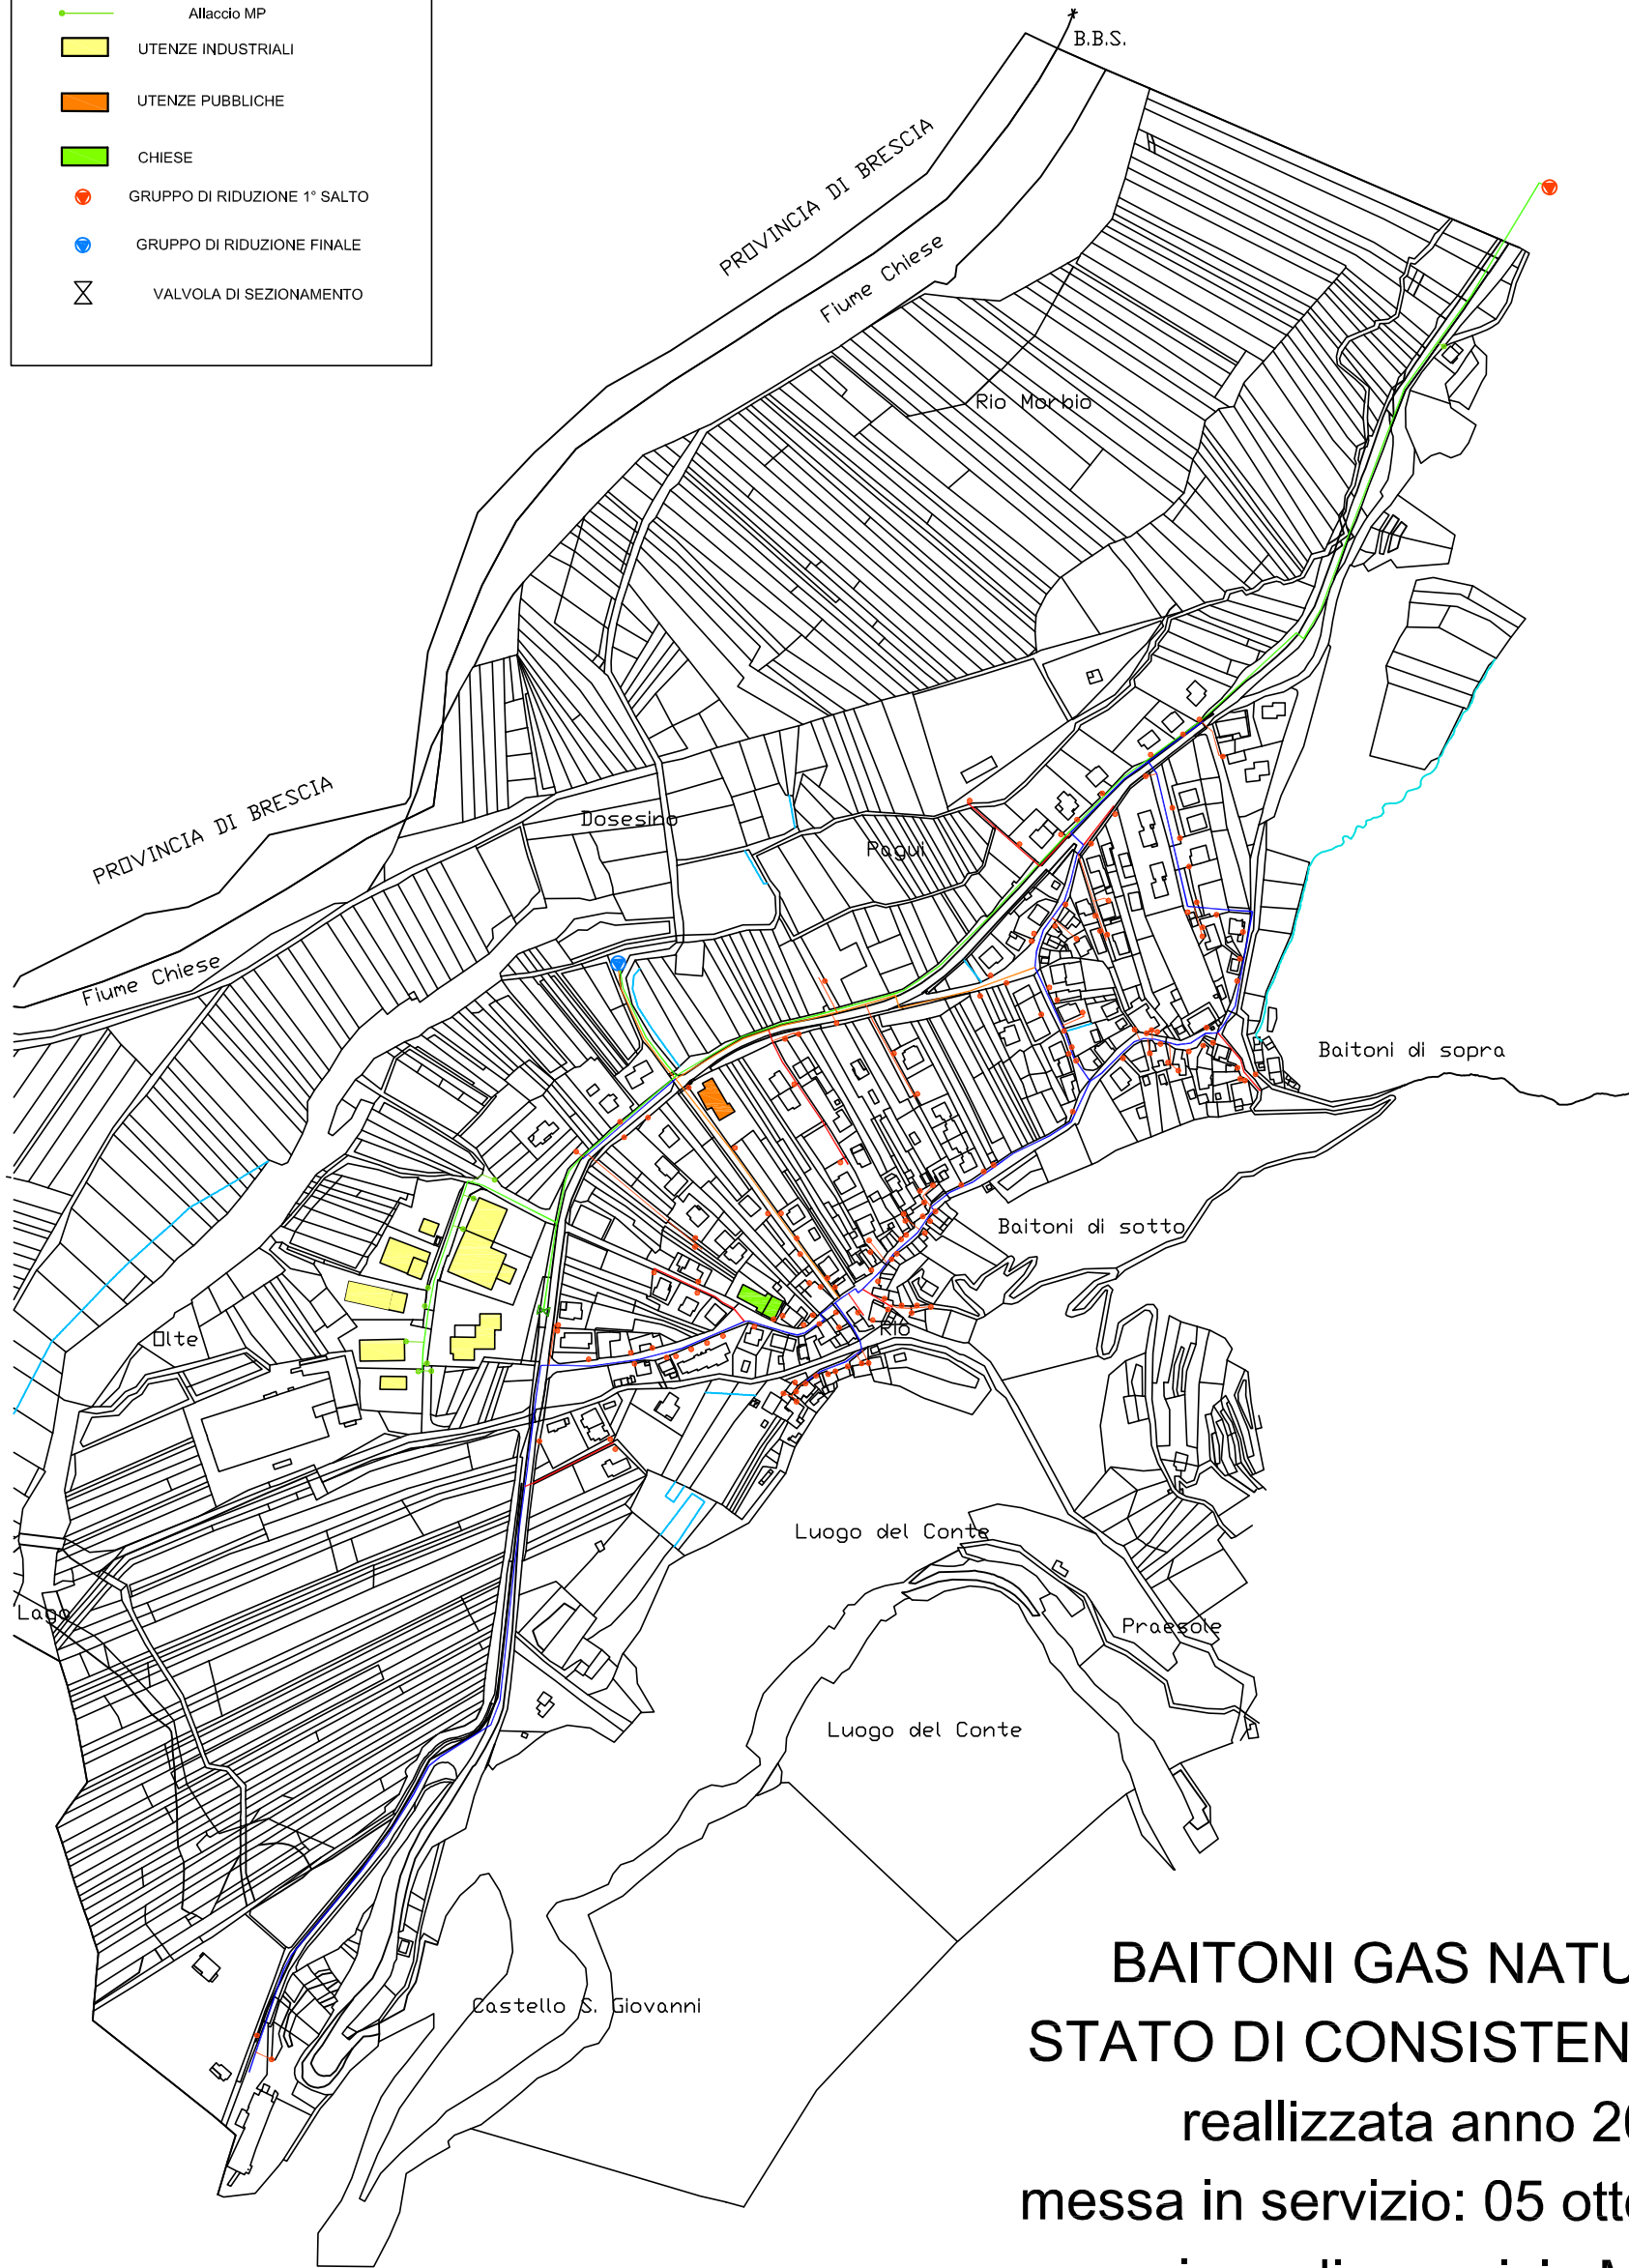 Allaccio MP
UTENZE INDUSTRIALI
UTENZE PUBBLICHE
CHIESE
GRUPPO DI RIDUZIONE 1° SALTO
GRUPPO DI RIDUZIONE FINALE
VALVOLA DI SEZIONAMENTO
B.B.S.
PROVINCIA DI BRESCIA
Fiume Chiese
Rio Morbio
PROVINCIA DI BRESCIA
Dosesino
Pagui
Fiume Chiese
Baitoni di sopra
Baitoni di sotto
Rio
Olte
Luogo del Conte
Lago
Praesole
Luogo del Conte
Castello S. Giovanni
BAITONI GAS NATU
STATO DI CONSISTEN
reallizzata anno 20
messa in servizio: 05 otto